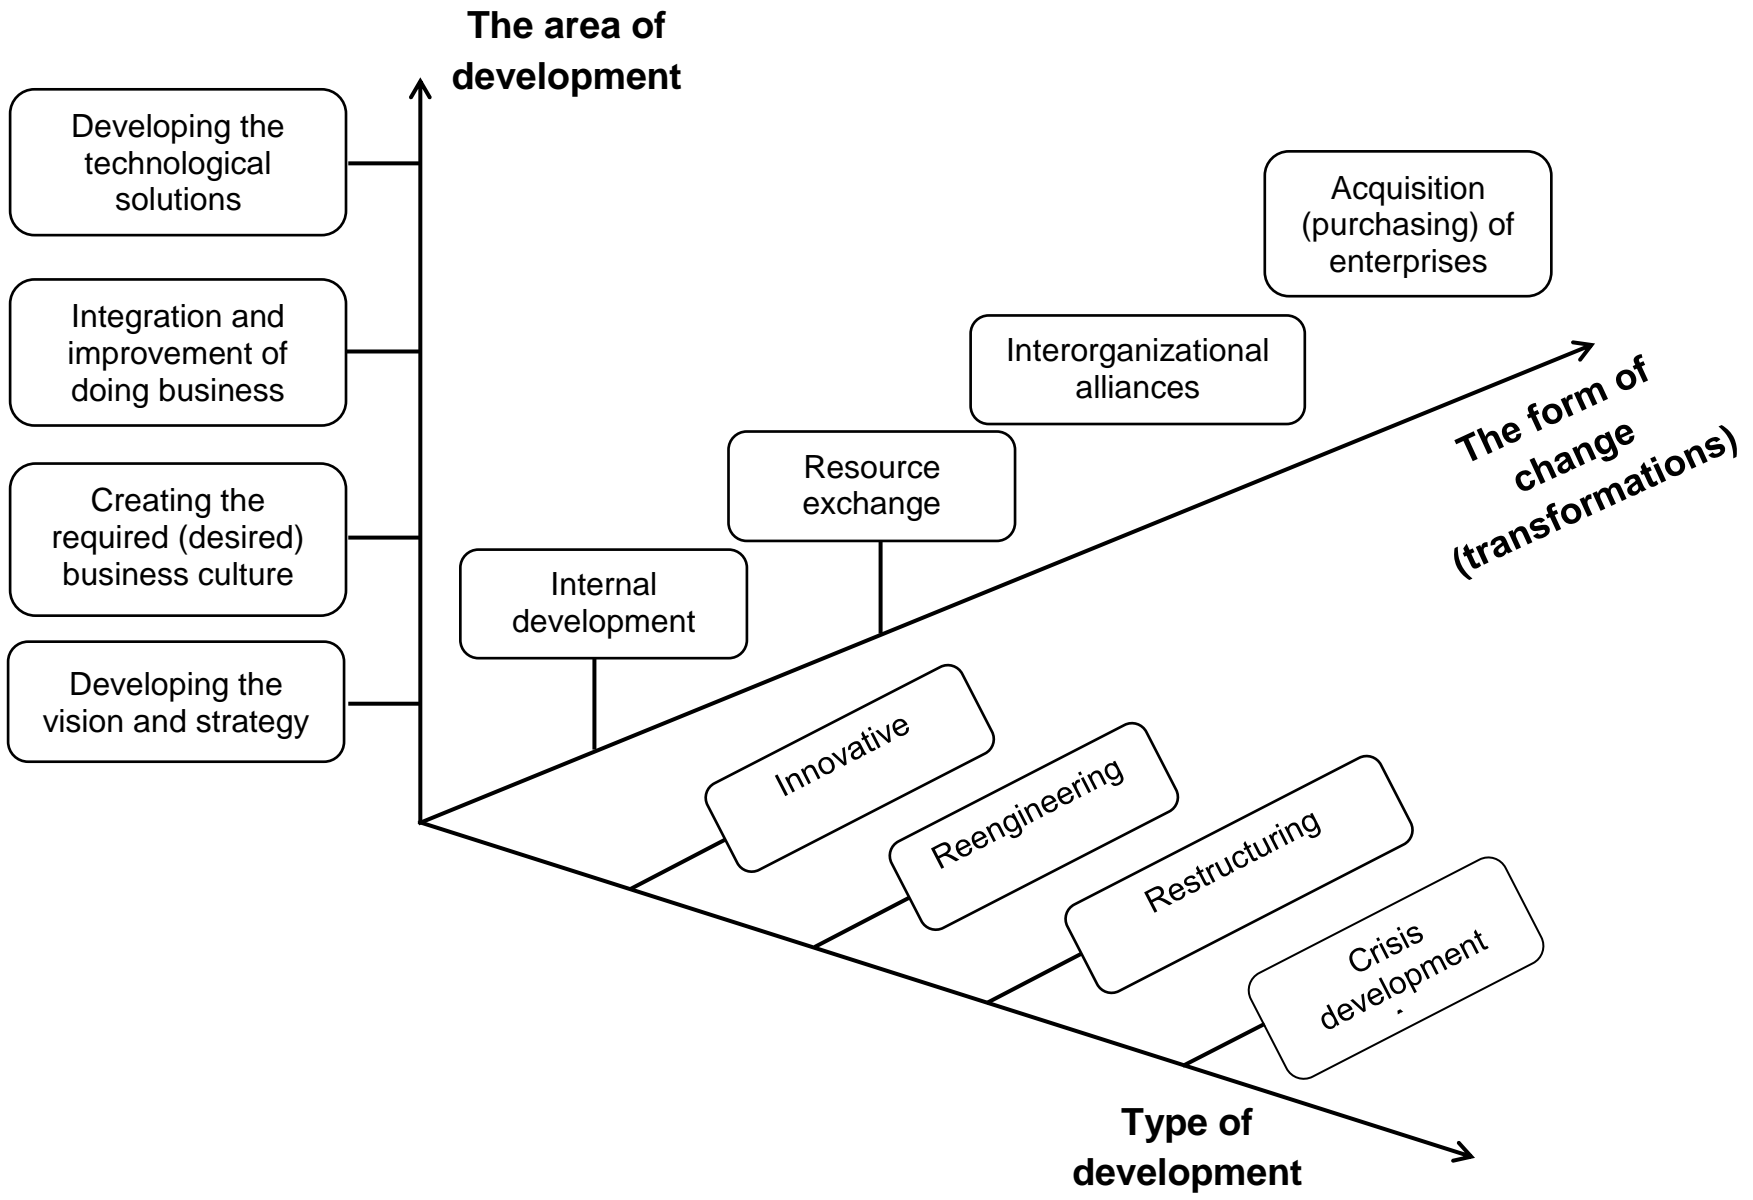 The area of
development
Developing the
technological
solutions
Integration and
improvement of
doing business
Creating the
required (desired)
business culture
Developing the
vision and strategy
Acquisition
(purchasing) of
enterprises
Interorganizational
alliances
Resource
exchange
Internal
development
The form of
change
(transformations)
Innovative
Reengineering
Restructuring
Crisis
development
Type of
development